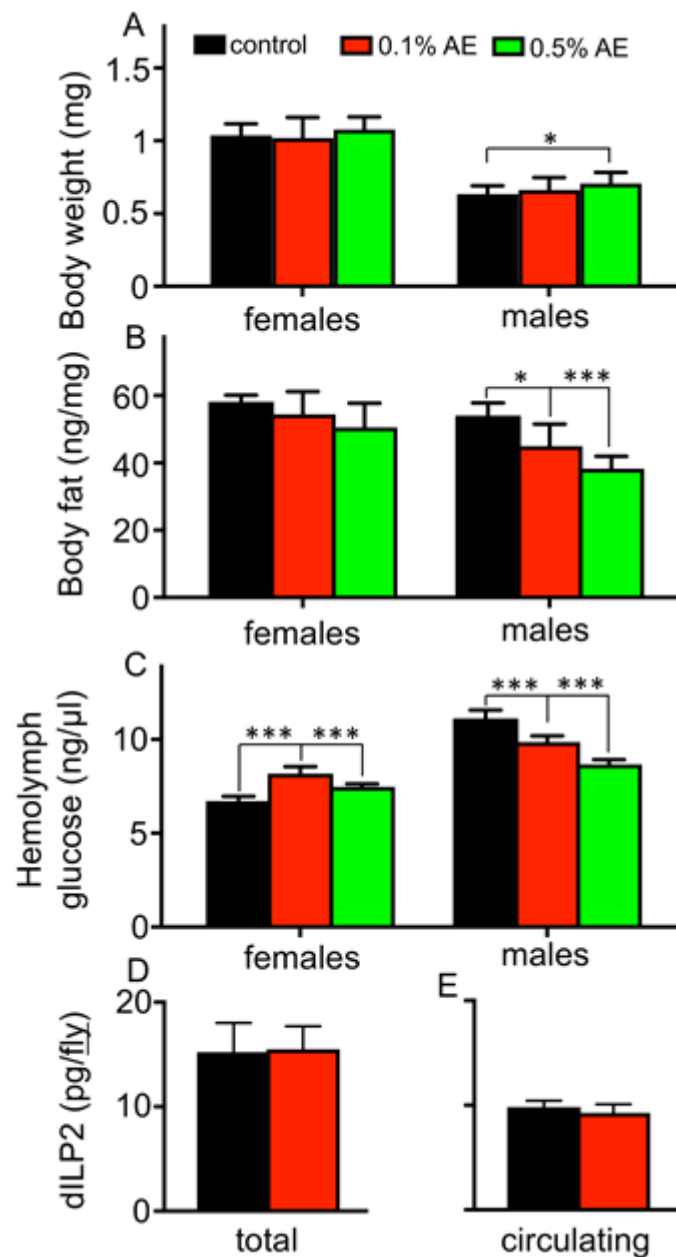 A
control 0.1% AE 0.5% AE
Body weight (mg)
1.5
1
0.5
0
*
females males
B
Body fat (ng/mg)
60
40
20
0
* ***
females males
C
Hemolymph
glucose (ng/µl)
10
5
0
*** ***
*** ***
females males
D
dILP2 (pg/fly)
20
10
0
total
E
circulating